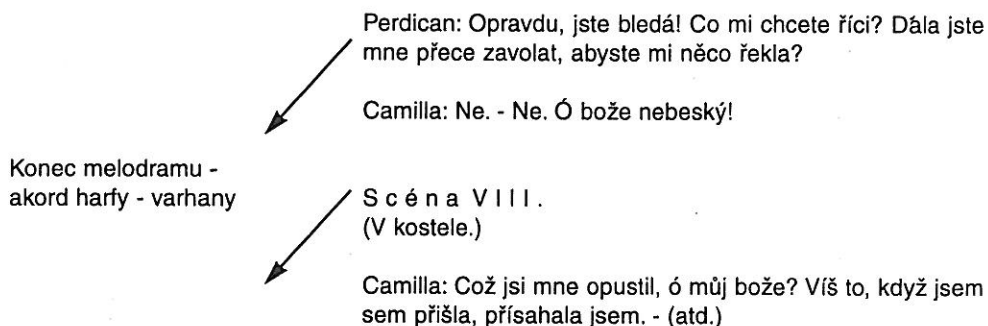 Perdican: Opravdu, jste bledá! Co mi chcete říci? Dála jste
mne přece zavolat, abyste mi něco řekla?
Camilla: Ne. - Ne. Ó bože nebeský!
Konec melodramu -
akord harfy - varhany
Scéna VIII.
(V kostele.)
Camilla: Což jsi mne opustil, ó můj bože? Víš to, když jsem
sem přišla, přísahala jsem. - (atd.)